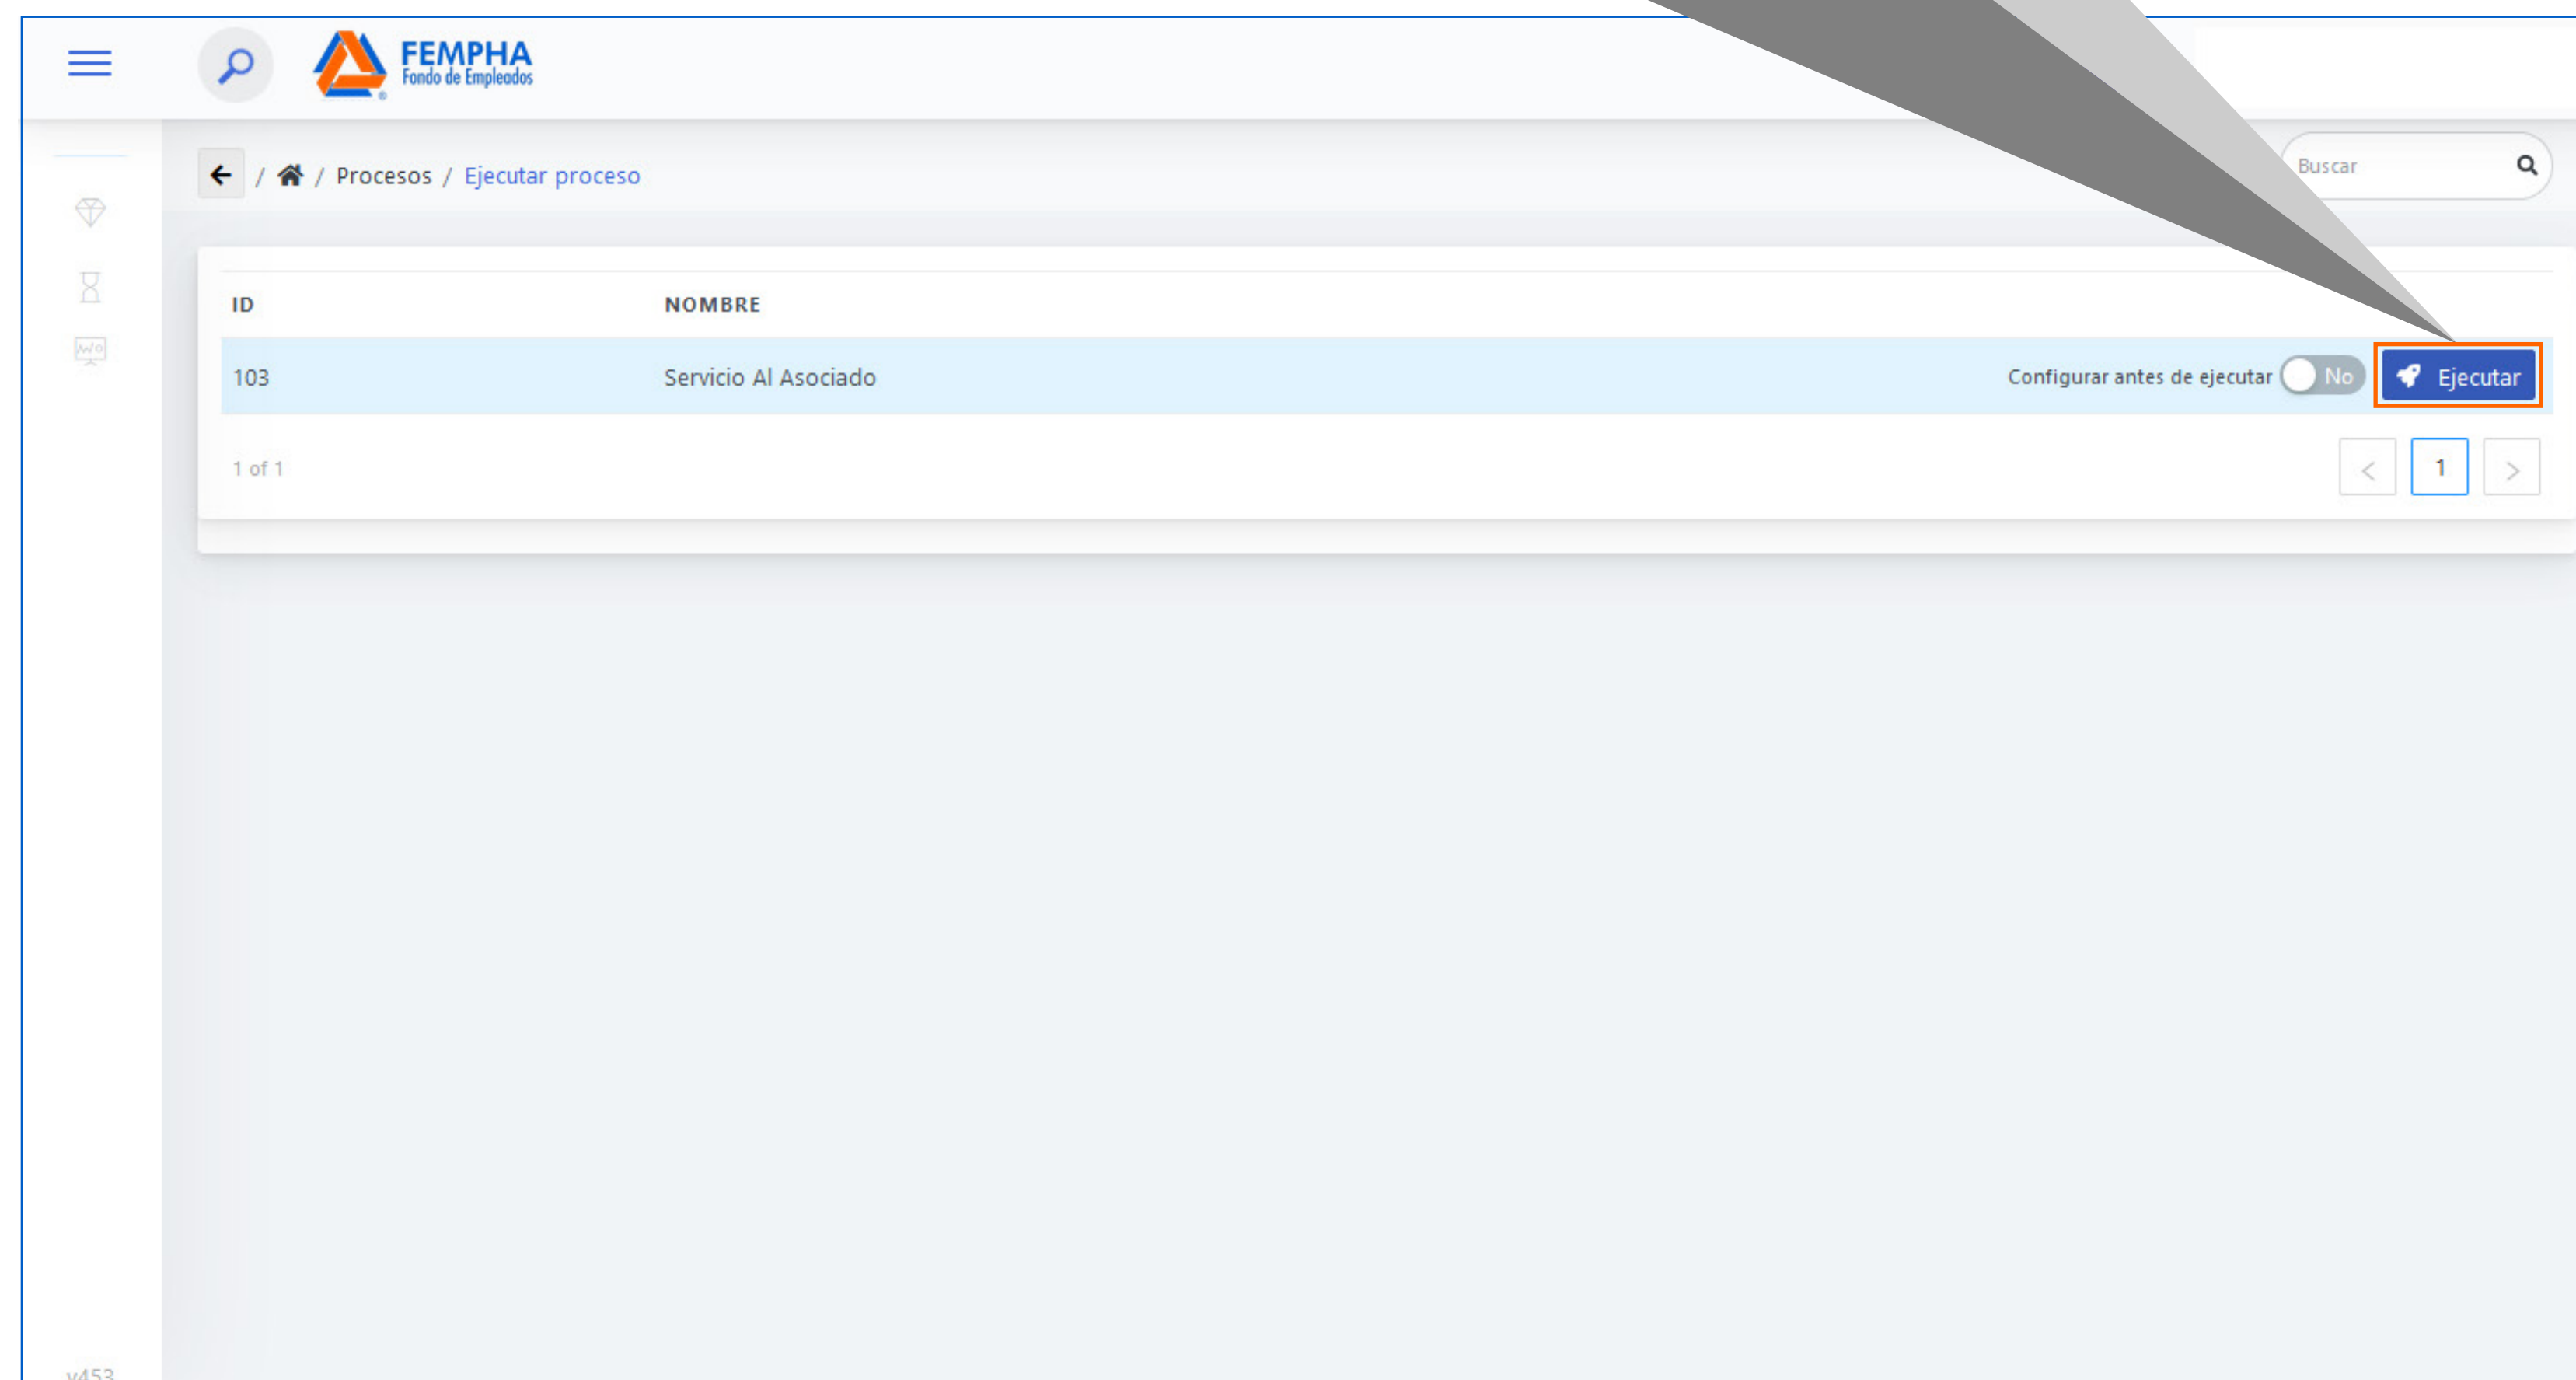 FEMPHA
Fondo de Empleados
/ / Procesos / Ejecutar proceso
Buscar
ID NOMBRE
103 Servicio Al Asociado Configurar antes de ejecutar No Ejecutar
1 of 1 < 1 >
v453